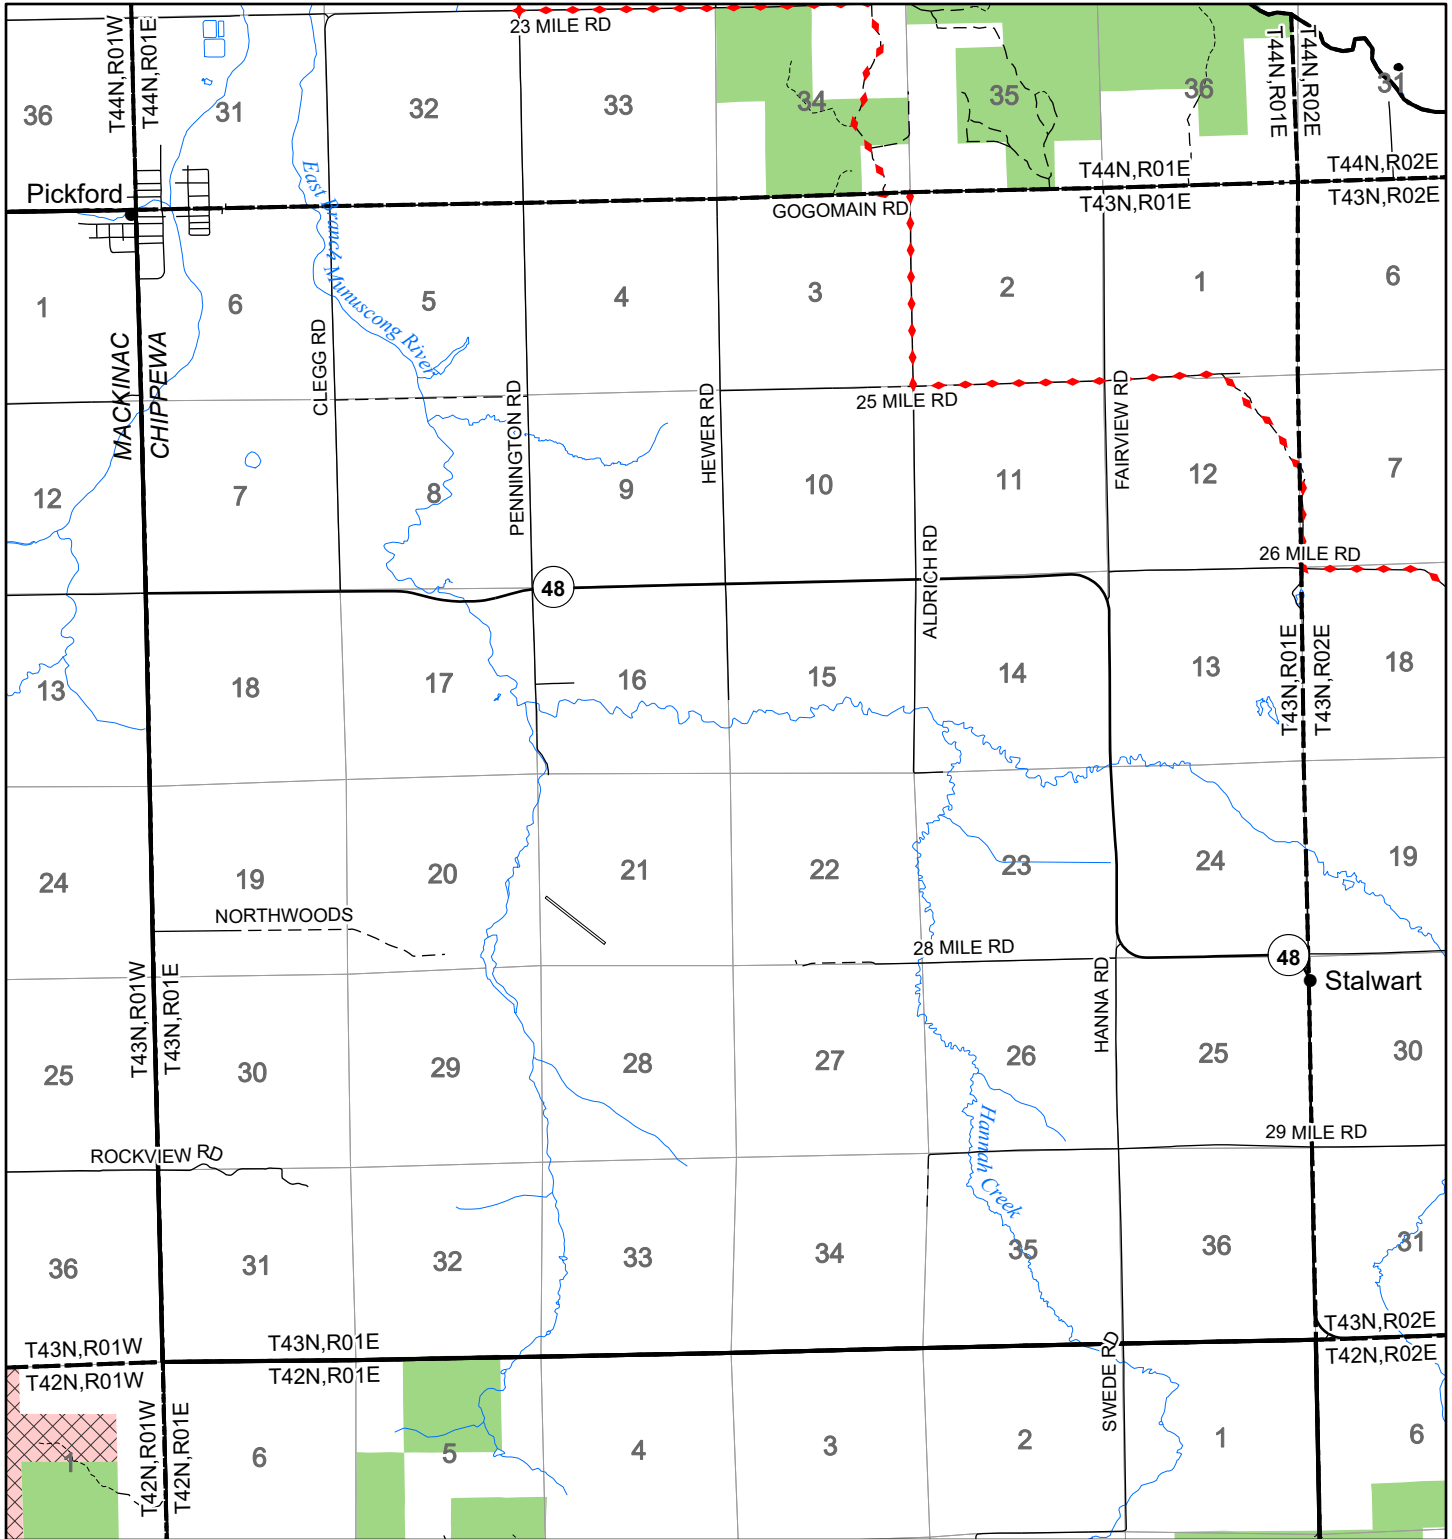 23 MILE RD
T44N,R01W
T44N,R01E
T44N,R01E
T44N,R02E
36
31
32
33
34
35
36
31
East Branch Munuscong River
Pickford
T44N,R01E
T44N,R02E
GOGOMAIN RD
T43N,R01E
T43N,R02E
1
6
5
4
3
2
1
6
MACKINAC
CHIPPEWA
CLEGG RD
PENNINGTON RD
HEWER RD
25 MILE RD
FAIRVIEW RD
12
7
8
9
10
11
12
7
ALDRICH RD
26 MILE RD
48
T43N,R01E
T43N,R02E
13
18
17
16
15
14
13
18
24
19
20
21
22
23
24
19
NORTHWOODS
28 MILE RD
48
Stalwart
T43N,R01W
T43N,R01E
HANNA RD
25
30
29
28
27
26
25
30
Hannah Creek
29 MILE RD
ROCKVIEW RD
36
31
32
33
34
35
36
31
T43N,R01W
T43N,R01E
T43N,R02E
T42N,R01W
T42N,R01E
T42N,R02E
SWEDE RD
T42N,R01W
T42N,R01E
1
6
5
4
3
2
1
6